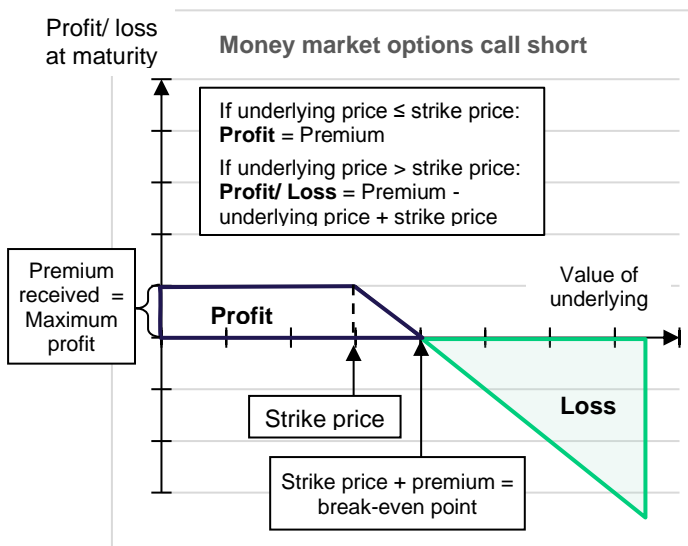 Profit/ loss
at maturity
Money market options call short
If underlying price ≤ strike price:
Profit = Premium
If underlying price > strike price:
Profit/ Loss = Premium -
underlying price + strike price
Premium
received =
Maximum
profit
Profit
Value of
underlying
Strike price
Loss
Strike price + premium =
break-even point